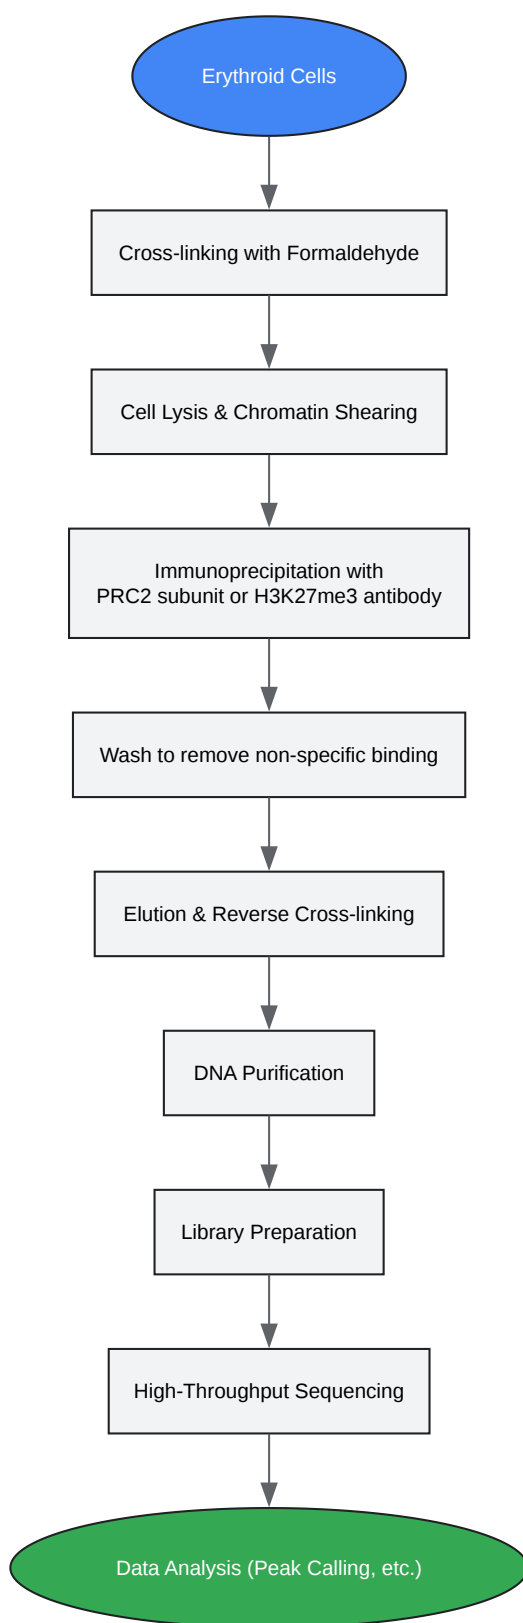 Erythroid Cells
Cross-linking with Formaldehyde
Cell Lysis & Chromatin Shearing
Immunoprecipitation with
PRC2 subunit or H3K27me3 antibody
Wash to remove non-specific binding
Elution & Reverse Cross-linking
DNA Purification
Library Preparation
High-Throughput Sequencing
Data Analysis (Peak Calling, etc.)